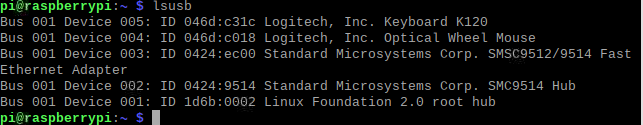 pi@raspberrypi:~ $ lsusb
Bus 001 Device 005: ID 046d:c31c Logitech, Inc. Keyboard K120
Bus 001 Device 004: ID 046d:c018 Logitech, Inc. Optical Wheel Mouse
Bus 001 Device 003: ID 0424:ec00 Standard Microsystems Corp. SMSC9512/9514 Fast
Ethernet Adapter
Bus 001 Device 002: ID 0424:9514 Standard Microsystems Corp. SMC9514 Hub
Bus 001 Device 001: ID 1d6b:0002 Linux Foundation 2.0 root hub
pi@raspberrypi:~ $